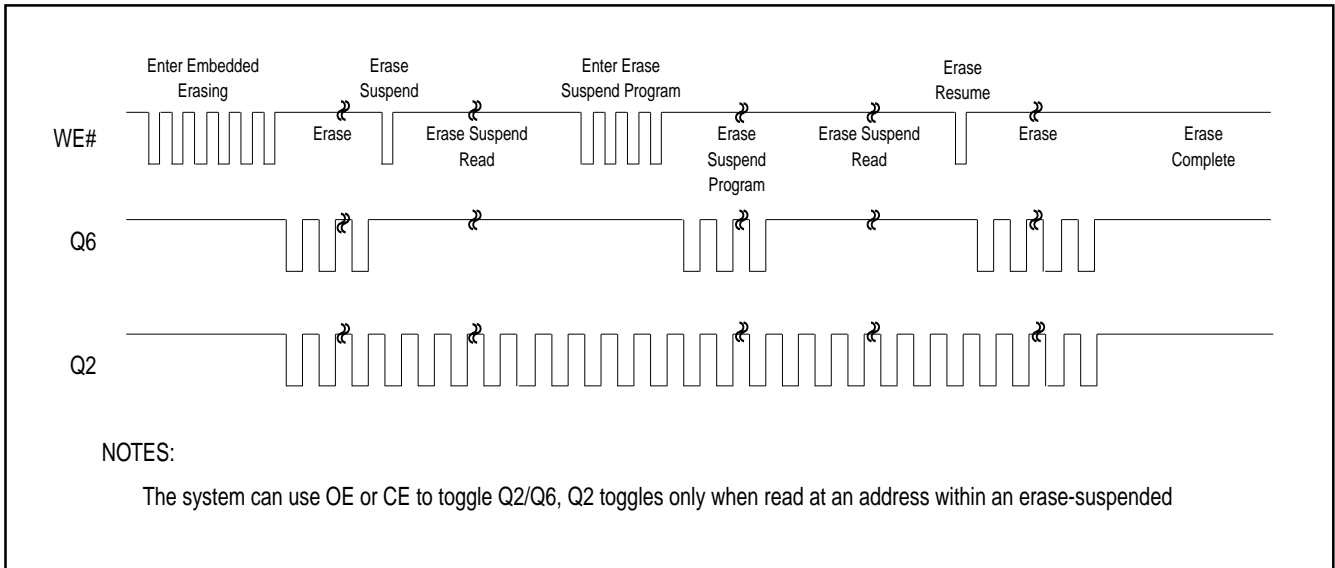 Enter Embedded
Erasing
Erase
Suspend
Enter Erase
Suspend Program
Erase
Resume
WE#
Erase
Erase Suspend
Read
Erase
Suspend
Program
Erase Suspend
Read
Erase
Erase
Complete
Q6
Q2
NOTES:
The system can use OE or CE to toggle Q2/Q6, Q2 toggles only when read at an address within an erase-suspended